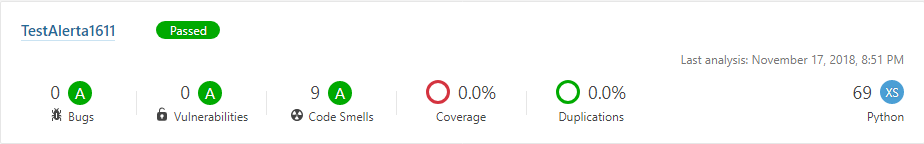 TestAlerta1611 Passed
Last analysis: November 17, 2018, 8:51 PM
0 A 0 A 9 A 0.0% 0.0% 69 XS
Bugs Vulnerabilities Code Smells Coverage Duplications Python